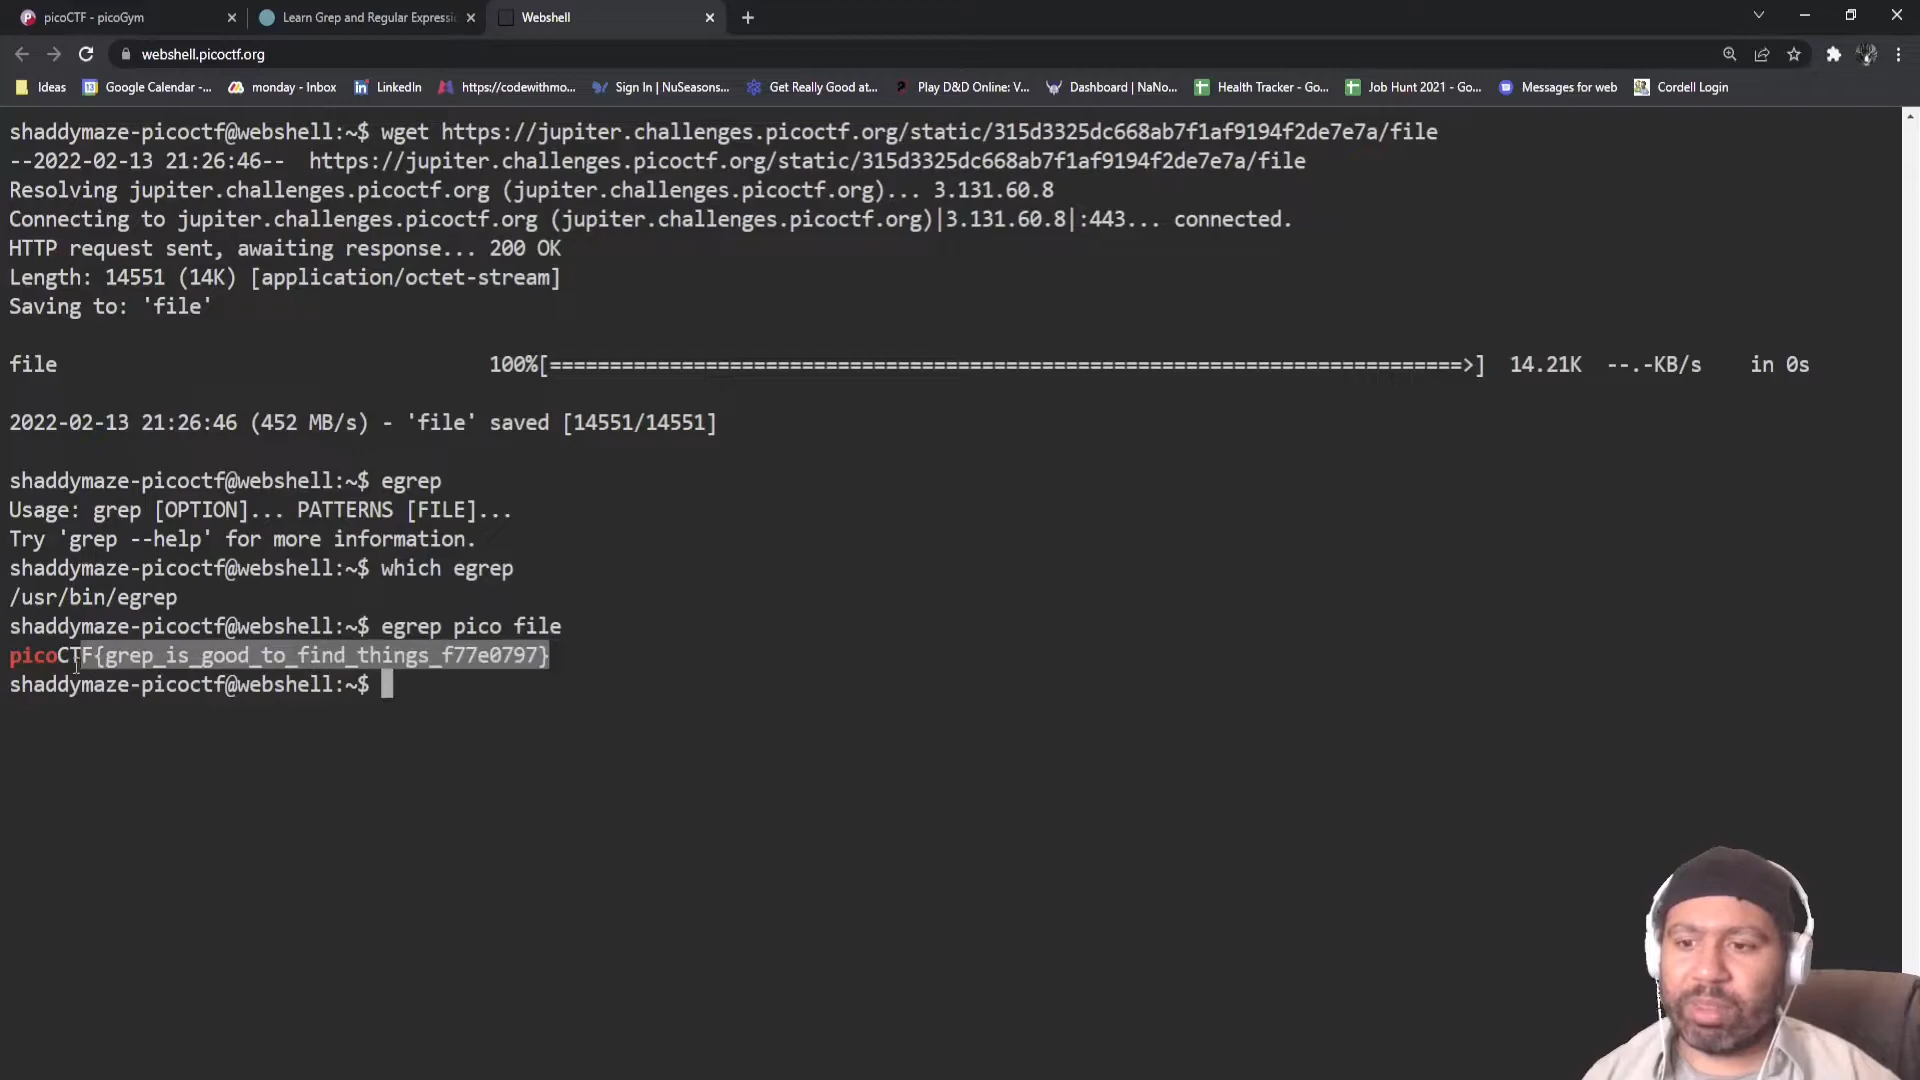 picoCTF - picoGym
Learn Grep and Regular Expressi
Webshell
webshell.picoctf.org
Ideas
Google Calendar -...
monday - Inbox
LinkedIn
https://codewithmo...
Sign In | NuSeasons...
Get Really Good at...
Play D&D Online: V...
Dashboard | NaNo...
Health Tracker - Go...
Job Hunt 2021 - Go...
Messages for web
Cordell Login
shaddymaze-picoctf@webshell:~$ wget https://jupiter.challenges.picoctf.org/static/315d3325dc668ab7f1af9194f2de7e7a/file
--2022-02-13 21:26:46--  https://jupiter.challenges.picoctf.org/static/315d3325dc668ab7f1af9194f2de7e7a/file
Resolving jupiter.challenges.picoctf.org (jupiter.challenges.picoctf.org)... 3.131.60.8
Connecting to jupiter.challenges.picoctf.org (jupiter.challenges.picoctf.org)|3.131.60.8|:443... connected.
HTTP request sent, awaiting response... 200 OK
Length: 14551 (14K) [application/octet-stream]
Saving to: 'file'
file 100%[=============================================================================>] 14.21K --.-KB/s in 0s
2022-02-13 21:26:46 (452 MB/s) - 'file' saved [14551/14551]
shaddymaze-picoctf@webshell:~$ egrep
Usage: grep [OPTION]... PATTERNS [FILE]...
Try 'grep --help' for more information.
shaddymaze-picoctf@webshell:~$ which egrep
/usr/bin/egrep
shaddymaze-picoctf@webshell:~$ egrep pico file
picoCTF{grep_is_good_to_find_things_f77e0797}
shaddymaze-picoctf@webshell:~$